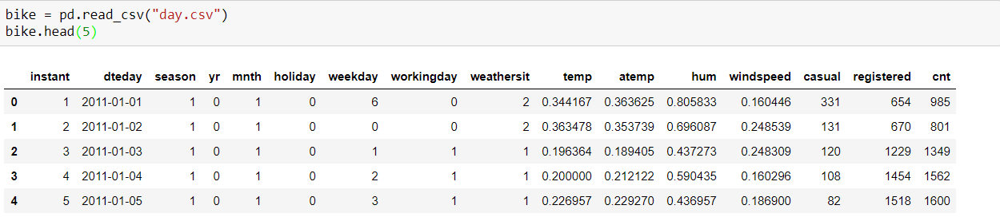 bike = pd.read_csv("day.csv")
bike.head(5)
instant dteday season yr mnth holiday weekday workingday weathersit temp atemp hum windspeed casual registered cnt
0 1 2011-01-01 1 0 1 0 6 0 2 0.344167 0.363625 0.805833 0.160446 331 654 985
1 2 2011-01-02 1 0 1 0 0 0 2 0.363478 0.353739 0.696087 0.248539 131 670 801
2 3 2011-01-03 1 0 1 0 1 1 1 0.196364 0.189405 0.437273 0.248309 120 1229 1349
3 4 2011-01-04 1 0 1 0 2 1 1 0.200000 0.212122 0.590435 0.160296 108 1454 1562
4 5 2011-01-05 1 0 1 0 3 1 1 0.226957 0.229270 0.436957 0.186900 82 1518 1600